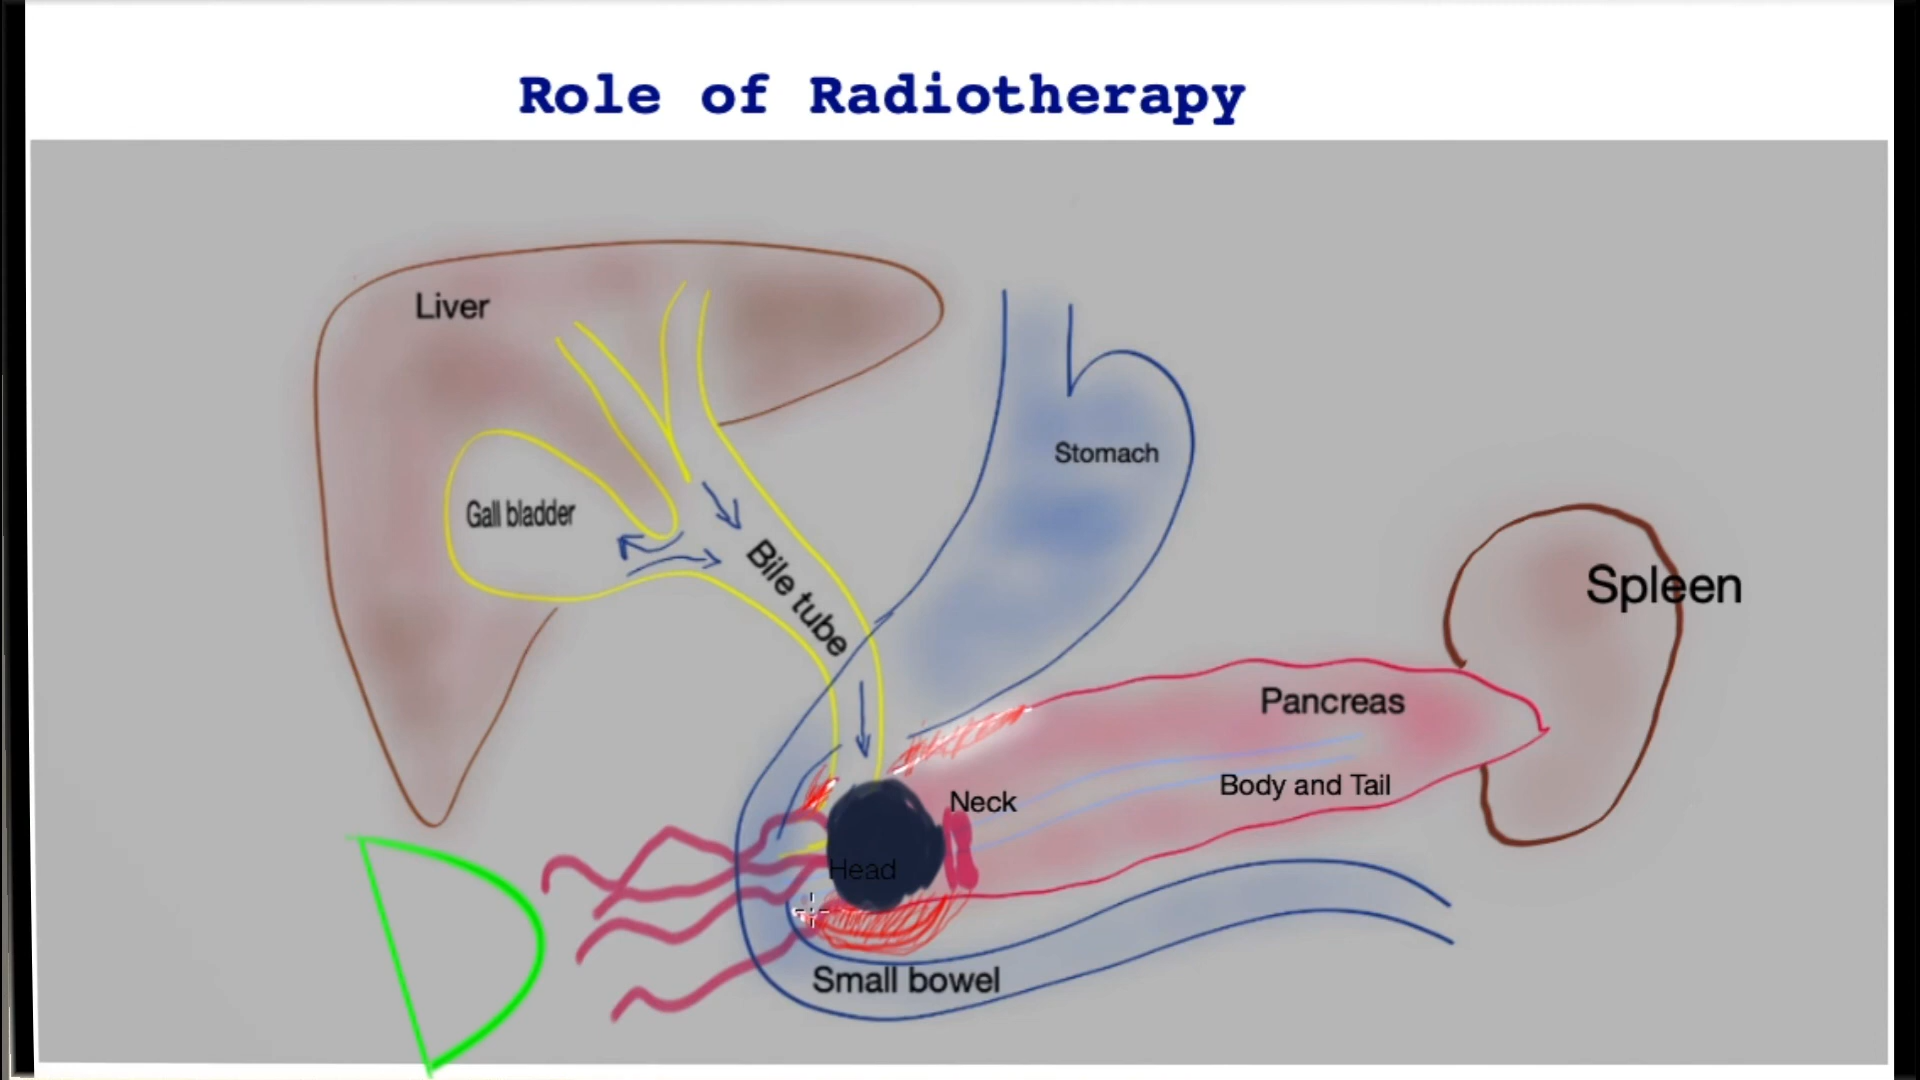 Role of Radiotherapy
Liver
Stomach
Gall bladder
Bile tube
Spleen
Pancreas
Body and Tail
Neck
Head
Small bowel